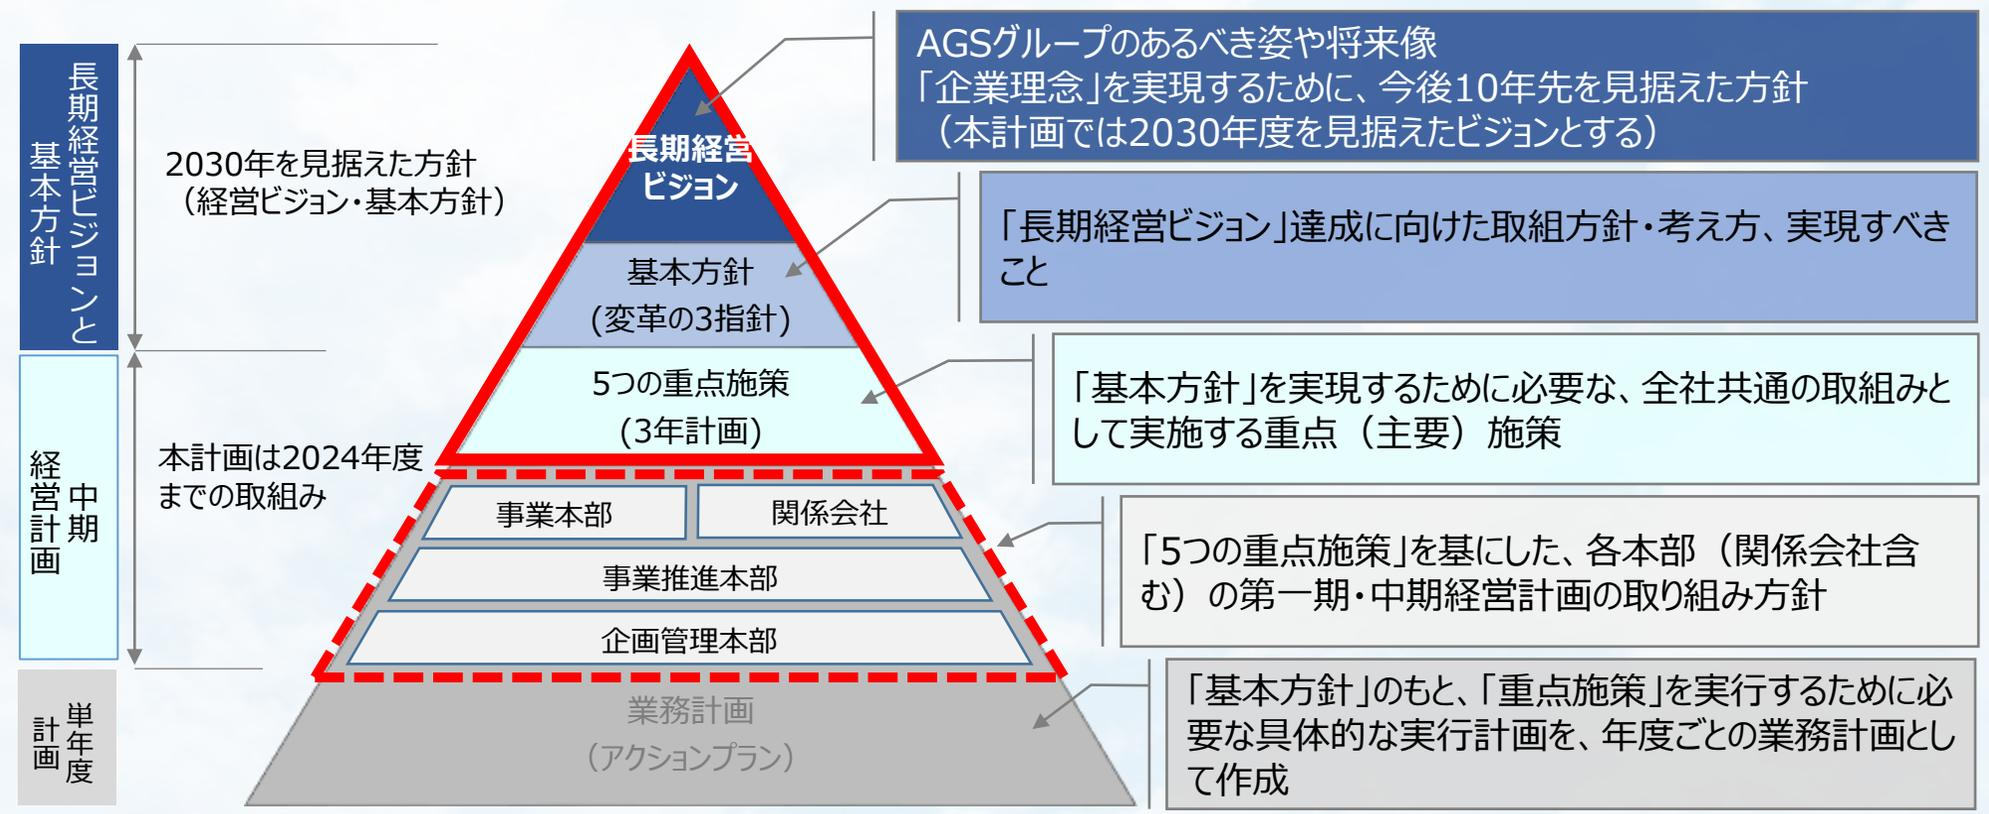 長期経営ビジョンと
基本方針
2030年を見据えた方針
（経営ビジョン・基本方針）
中期
経営計画
本計画は2024年度
までの取組み
単年度
計画
長期経営
ビジョン
基本方針
(変革の3指針)
5つの重点施策
(3年計画)
事業本部
関係会社
事業推進本部
企画管理本部
業務計画
（アクションプラン）
AGSグループのあるべき姿や将来像
「企業理念」を実現するために、今後10年先を見据えた方針
（本計画では2030年度を見据えたビジョンとする）
「長期経営ビジョン」達成に向けた取組方針・考え方、実現すべき
こと
「基本方針」を実現するために必要な、全社共通の取組みと
して実施する重点（主要）施策
「5つの重点施策」を基にした、各本部（関係会社含
む）の第一期・中期経営計画の取り組み方針
「基本方針」のもと、「重点施策」を実行するために必
要な具体的な実行計画を、年度ごとの業務計画とし
て作成